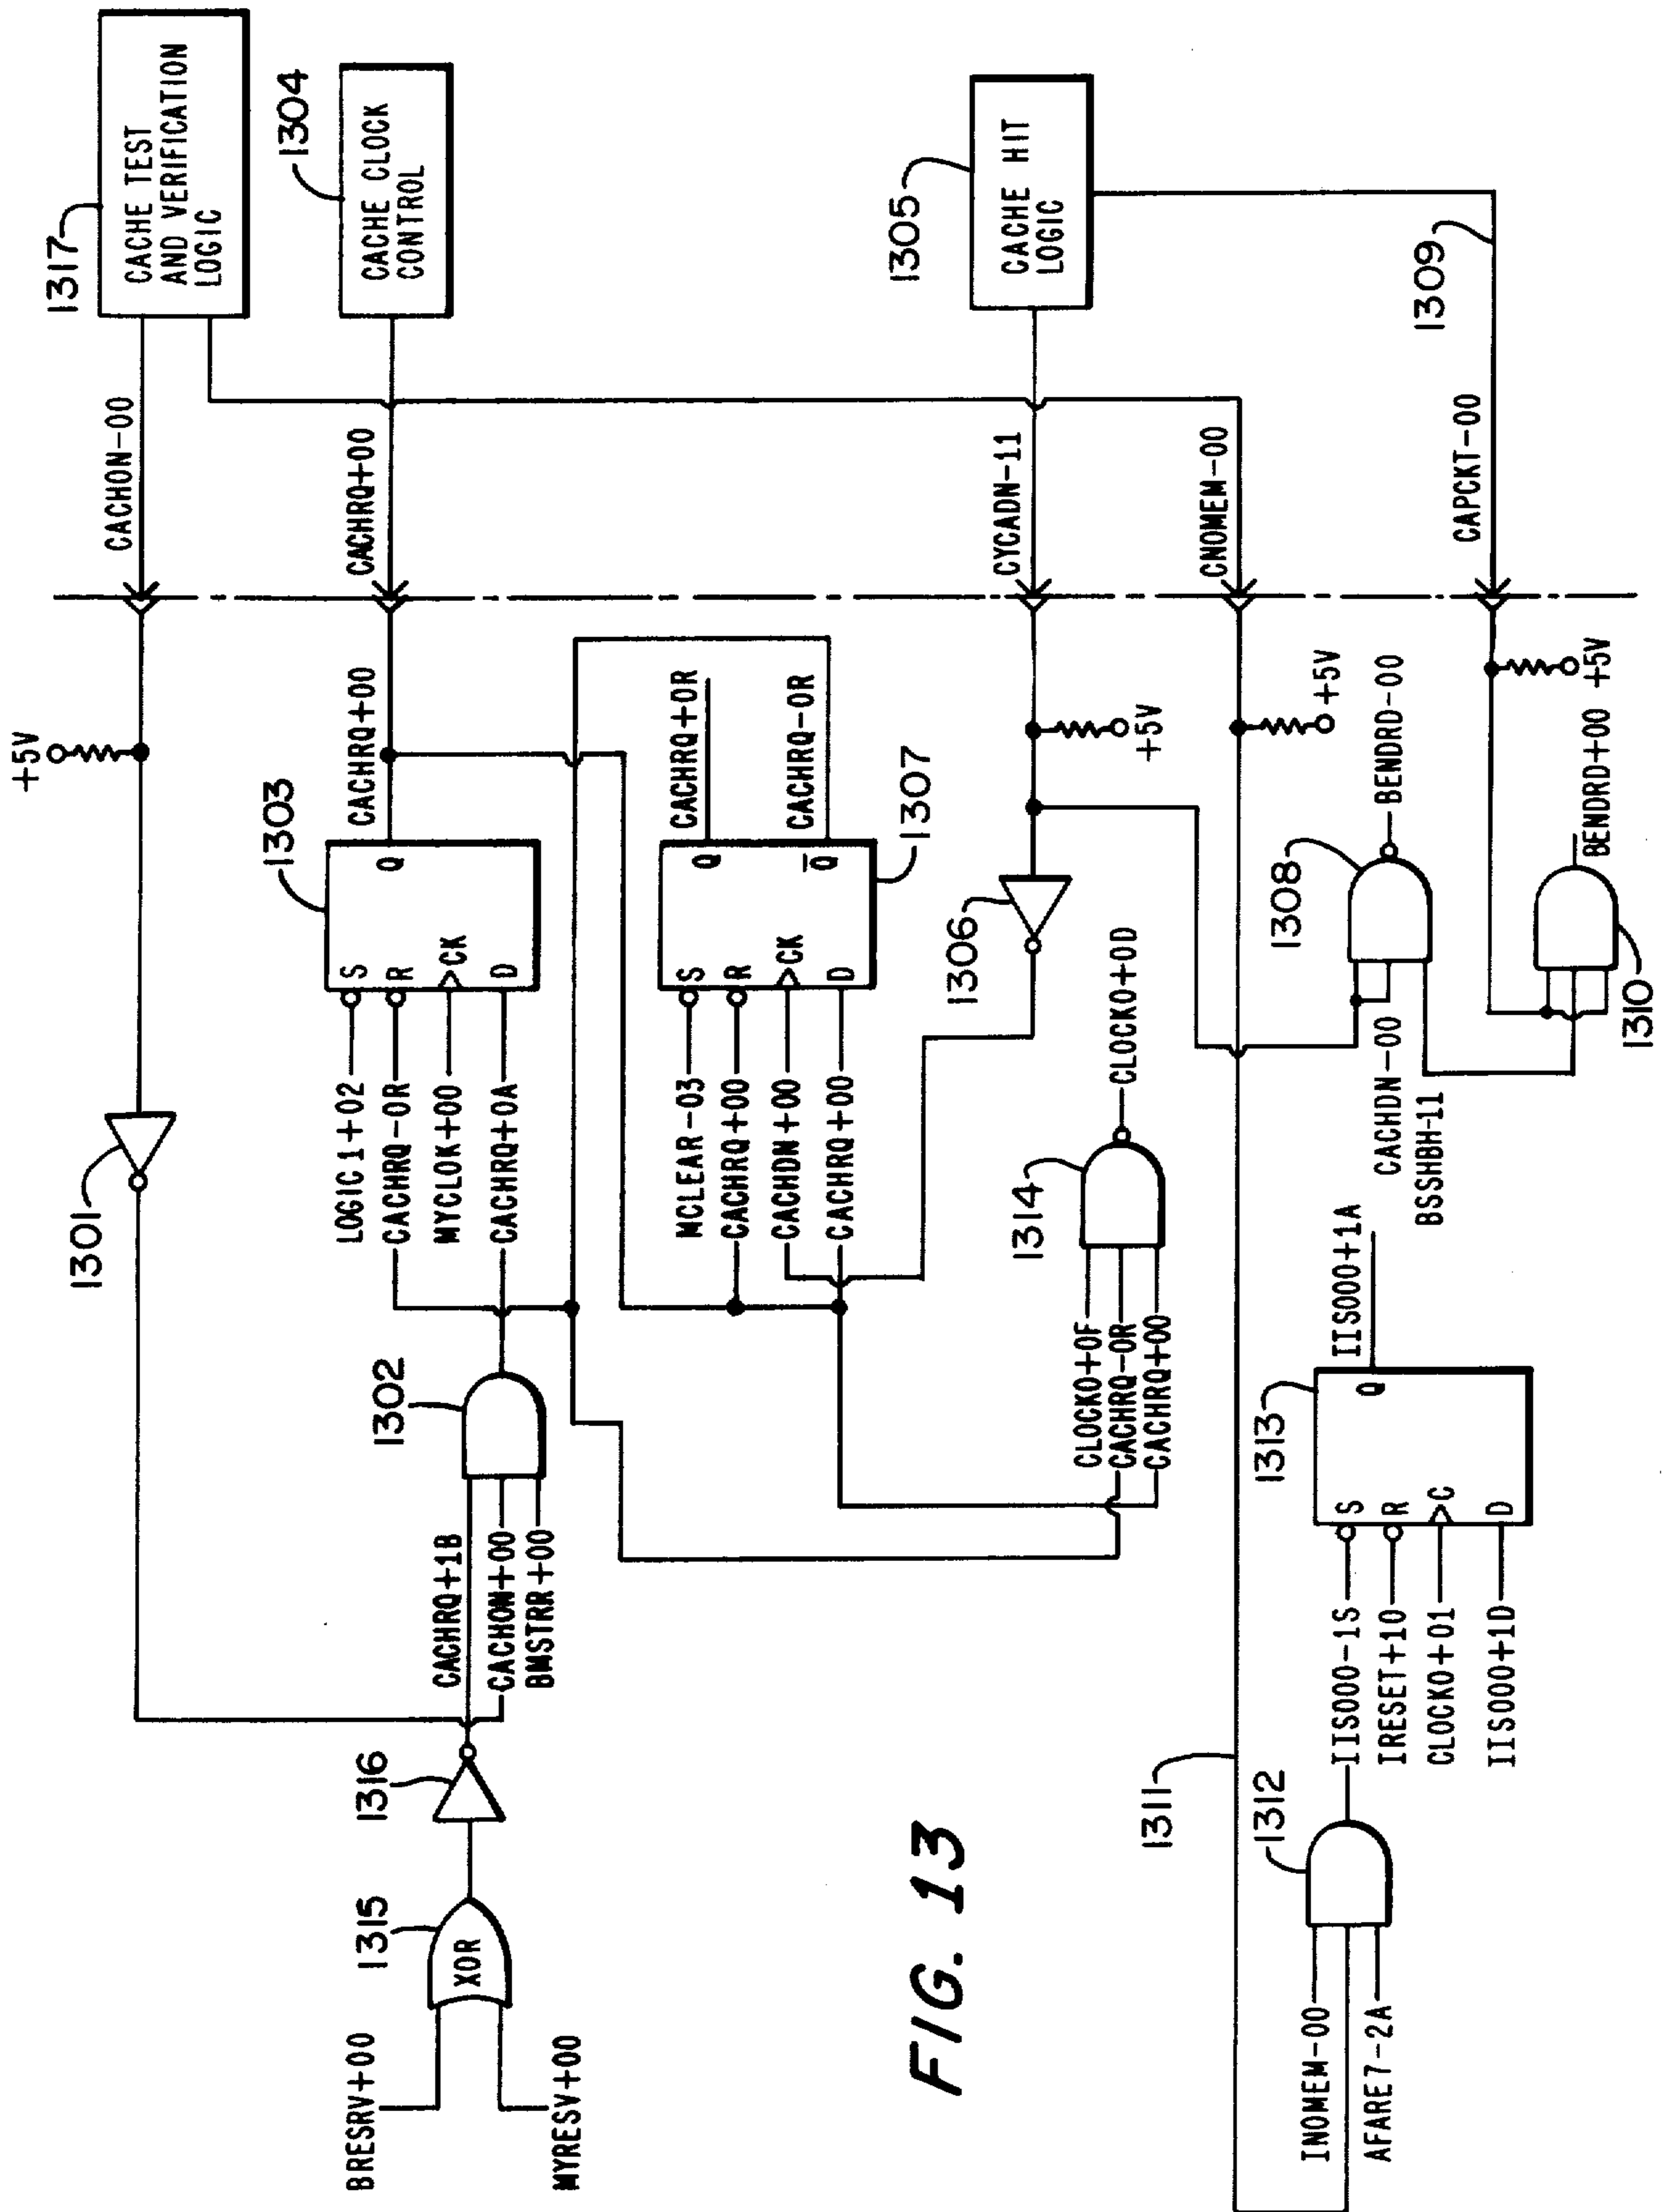 1317
CACHE TEST
AND VERIFICATION
LOGIC
1304
CACHE CLOCK
CONTROL
1305
CACHE HIT
LOGIC
1309
CACHON-00
CACHRQ+00
CYCADN-11
CNOMEM-00
CAPCKT-00
+5V
1303
CACHRQ+00
S
R
CK
D
Q
LOGIC1+02
CACHRQ-0R
MYCLOK+00
CACHRQ+0A
1301
CACHRQ+0R
CACHRQ-0R
1307
S
R
CK
D
Q
Q̅
MCLEAR-03
CACHRQ+00
CACHDN+00
CACHRQ+00
1306
+5V
+5V
+5V
1308
BENDRD-00
BENDRD+00
1310
CACHDN-00
BSSHBH-11
1314
CLOCK0+0D
CLOCK0+0F
CACHRQ-0R
CACHRQ+00
1302
CACHRQ+1B
CACHON+00
BMSTRR+00
1316
1315
XOR
BRESRV+00
MYRESV+00
1311
1313
IIS000+1A
S
R
C
D
Q
IIS000-1S
IRESET+10
CLOCK0+01
IIS000+1D
1312
INOMEM-00
AFARE7-2A
FIG. 13